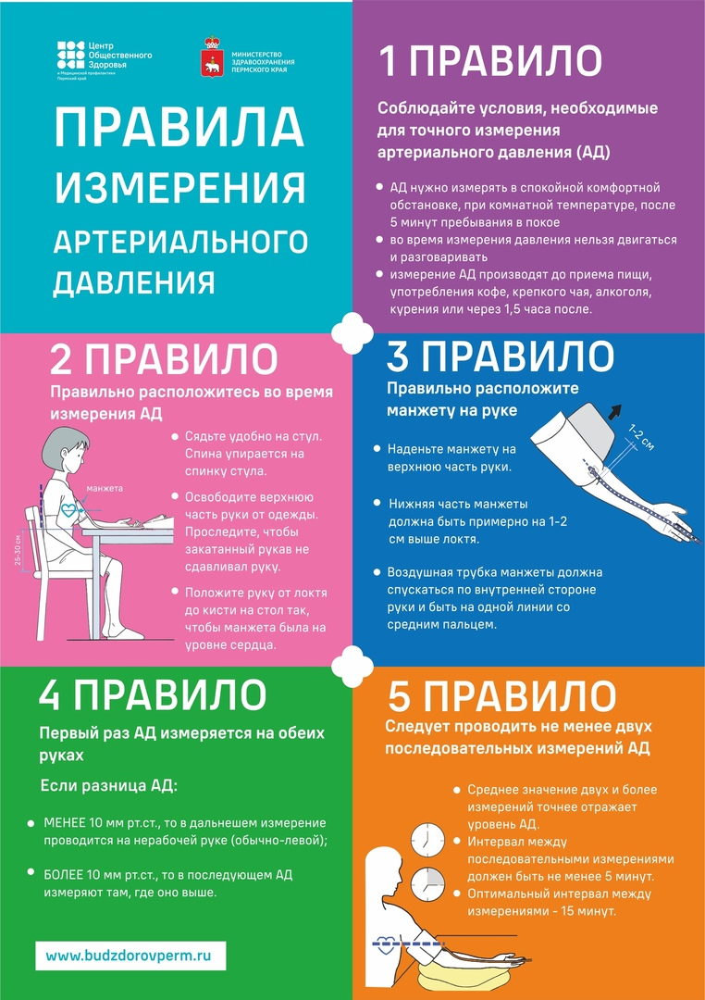 Центр
Общественного
Здоровья
и Медицинской профилактики
Пермский край
МИНИСТЕРСТВО
ЗДРАВООХРАНЕНИЯ
ПЕРМСКОГО КРАЯ
ПРАВИЛА
ИЗМЕРЕНИЯ
АРТЕРИАЛЬНОГО
ДАВЛЕНИЯ
1 ПРАВИЛО
Соблюдайте условия, необходимые
для точного измерения
артериального давления (АД)
АД нужно измерять в спокойной комфортной
обстановке, при комнатной температуре, после
5 минут пребывания в покое
во время измерения давления нельзя двигаться
и разговаривать
измерение АД производят до приема пищи,
употребления кофе, крепкого чая, алкоголя,
курения или через 1,5 часа после.
2 ПРАВИЛО
Правильно расположитесь во время
измерения АД
Сядьте удобно на стул.
Спина упирается на
спинку стула.
Освободите верхнюю
часть руки от одежды.
Проследите, чтобы
закатанный рукав не
сдавливал руку.
Положите руку от локтя
до кисти на стол так,
чтобы манжета была на
уровне сердца.
манжета
25-30 см
3 ПРАВИЛО
Правильно расположите
манжету на руке
1-2 см
Наденьте манжету на
верхнюю часть руки.
Нижняя часть манжеты
должна быть примерно на 1-2
см выше локтя.
Воздушная трубка манжеты должна
спускаться по внутренней стороне
руки и быть на одной линии со
средним пальцем.
4 ПРАВИЛО
Первый раз АД измеряется на обеих
руках
Если разница АД:
МЕНЕЕ 10 мм рт.ст., то в дальнешем измерение
проводится на нерабочей руке (обычно-левой);
БОЛЕЕ 10 мм рт.ст., то в последующем АД
измеряют там, где оно выше.
www.budzdorovperm.ru
5 ПРАВИЛО
Следует проводить не менее двух
последовательных измерений АД
Среднее значение двух и более
измерений точнее отражает
уровень АД.
Интервал между
последовательными измерениями
должен быть не менее 5 минут.
Оптимальный интервал между
измерениями - 15 минут.